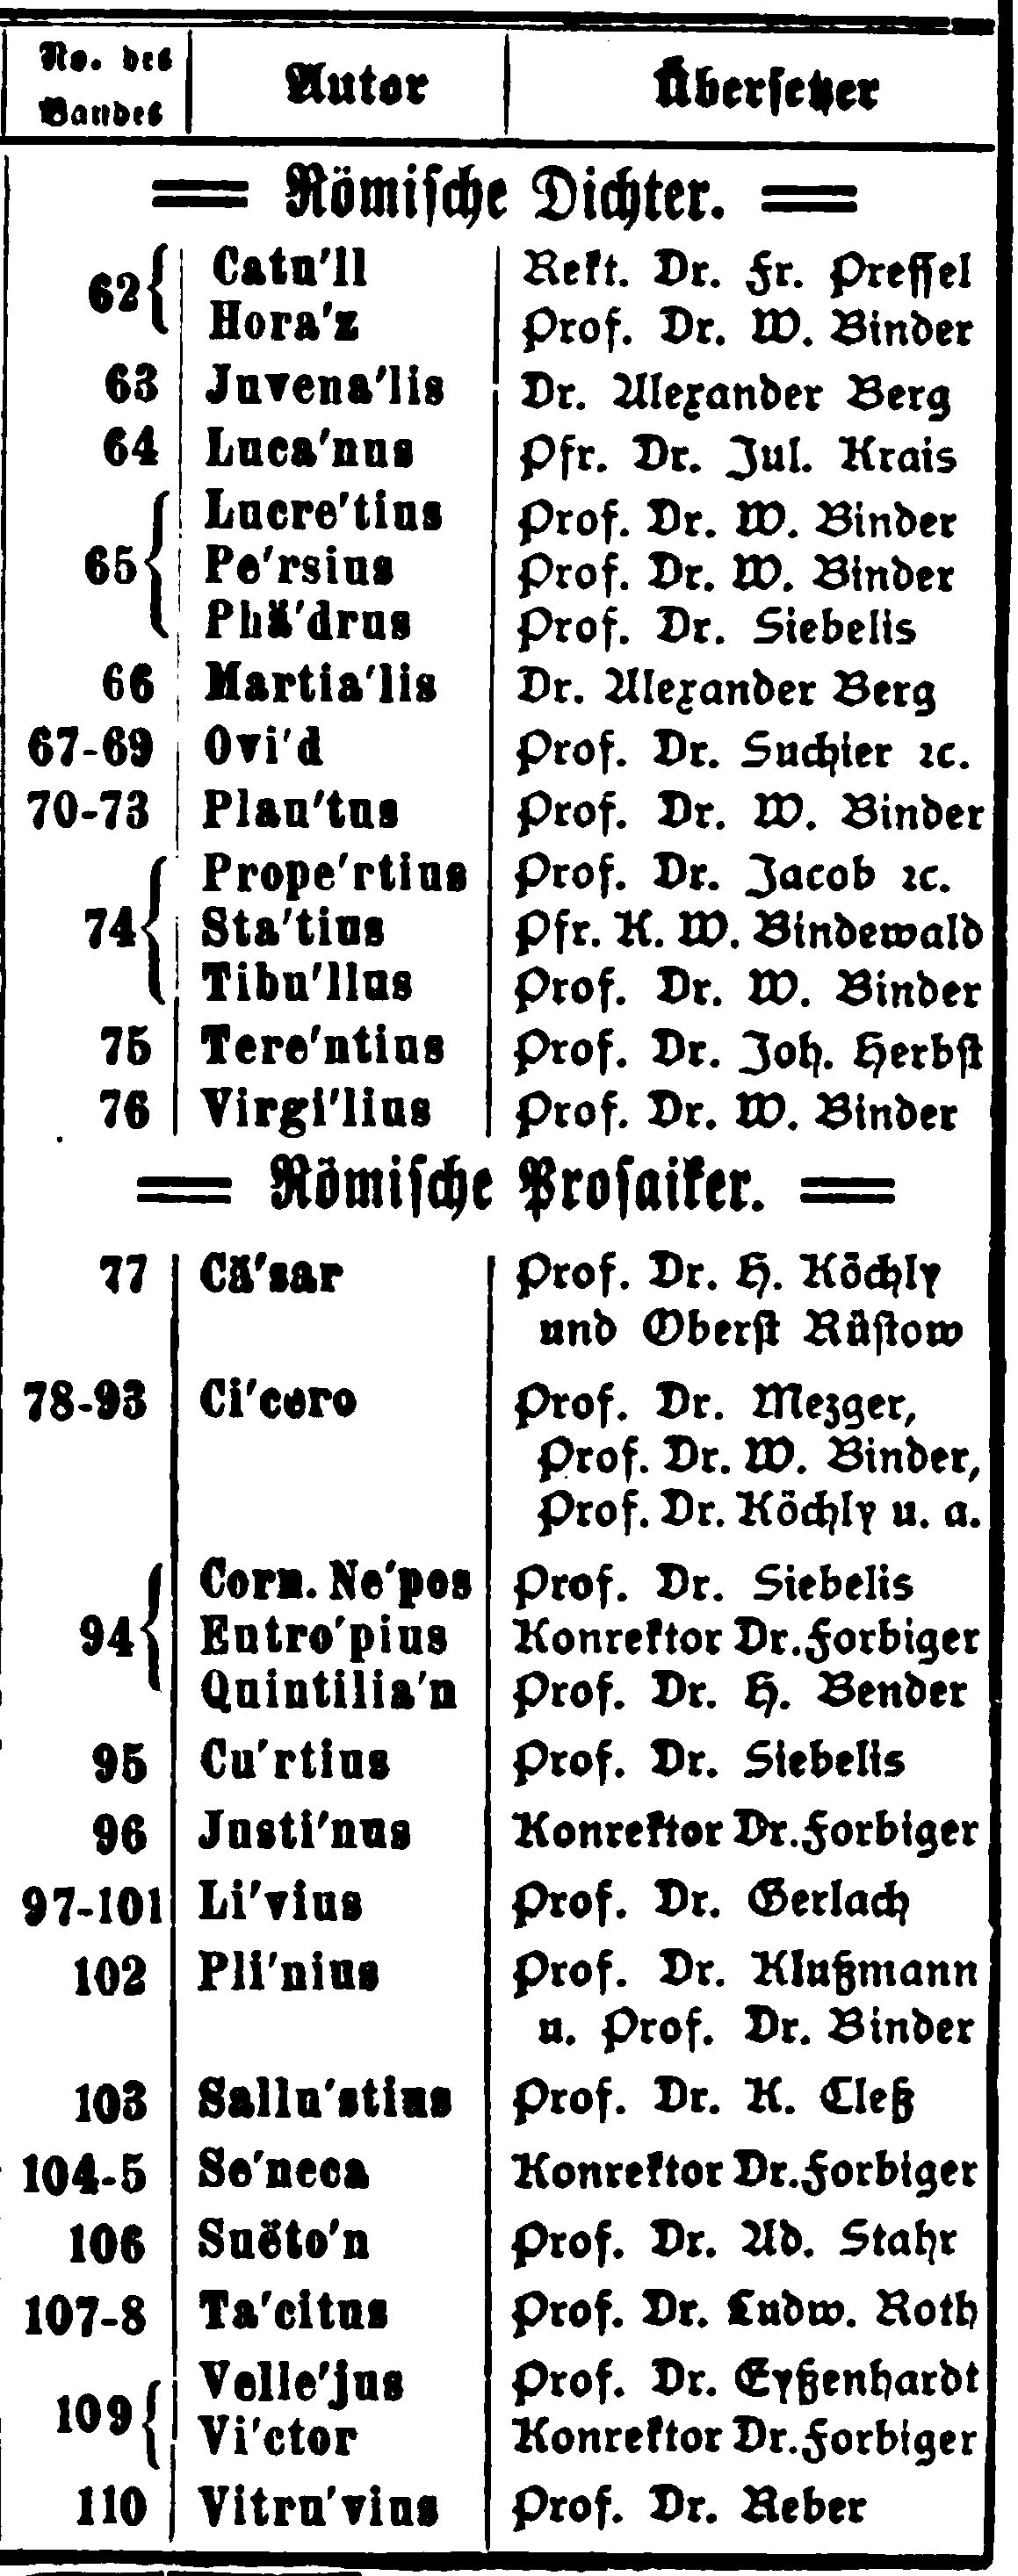 No. des Bandes | Autor | Übersetzer
Römische Dichter.
62 { Catu'll | Rekt. Dr. Fr. Pressel
Hora'z | Prof. Dr. W. Binder
63 | Juvena'lis | Dr. Alexander Berg
64 | Luca'nus | Pfr. Dr. Jul. Krais
Lucre'tius | Prof. Dr. W. Binder
65 { Pe'rsius | Prof. Dr. W. Binder
Phä'drus | Prof. Dr. Siebelis
66 | Martia'lis | Dr. Alexander Berg
67-69 | Ovi'd | Prof. Dr. Suchier ꝛc.
70-73 | Plau'tus | Prof. Dr. W. Binder
Prope'rtius | Prof. Dr. Jacob ꝛc.
74 { Sta'tius | Pfr. K. W. Bindewald
Tibu'llus | Prof. Dr. W. Binder
75 | Tere'ntius | Prof. Dr. Joh. Herbst
76 | Virgi'lius | Prof. Dr. W. Binder
Römische Prosaiker.
77 | Cä'sar | Prof. Dr. H. Köchly
und Oberst Rüstow
78-93 | Ci'cero | Prof. Dr. Mezger,
Prof. Dr. W. Binder,
Prof. Dr. Köchly u. a.
Corn. Ne'pos | Prof. Dr. Siebelis
94 { Eutro'pius | Konrektor Dr. Forbiger
Quintilia'n | Prof. Dr. H. Bender
95 | Cu'rtius | Prof. Dr. Siebelis
96 | Justi'nus | Konrektor Dr. Forbiger
97-101 | Li'vius | Prof. Dr. Gerlach
102 | Pli'nius | Prof. Dr. Klußmann
u. Prof. Dr. Binder
103 | Sallu'stius | Prof. Dr. K. Cleß
104-5 | Se'neca | Konrektor Dr. Forbiger
106 | Suëto'n | Prof. Dr. Ad. Stahr
107-8 | Ta'citus | Prof. Dr. Ludw. Roth
109 { Velle'jus | Prof. Dr. Eyßenhardt
Vi'ctor | Konrektor Dr. Forbiger
110 | Vitru'vius | Prof. Dr. Reber